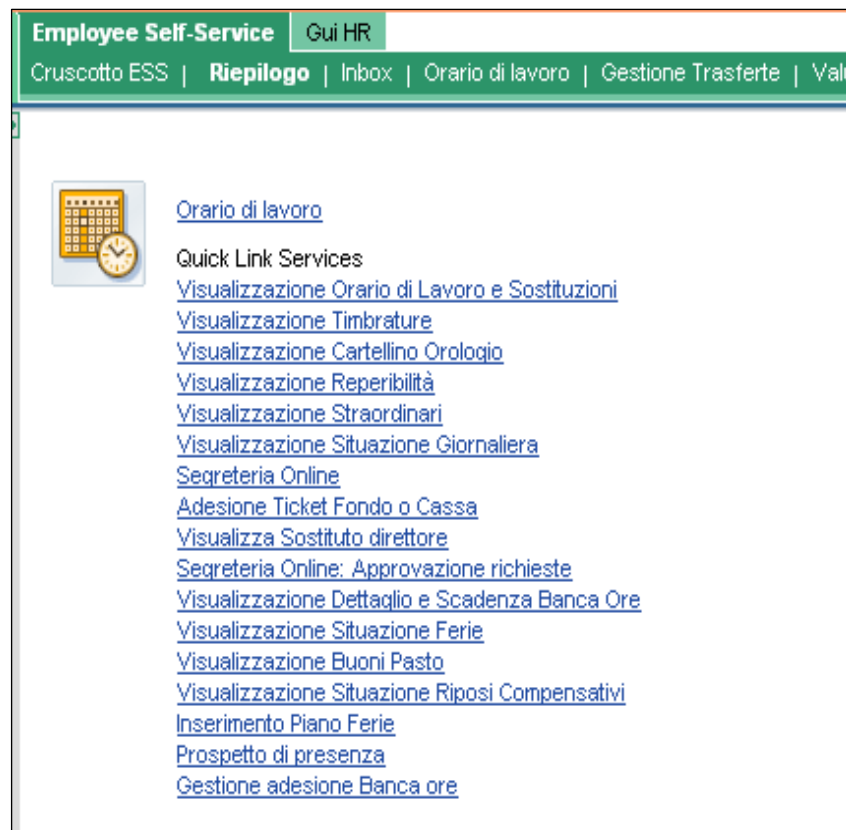 Employee Self-Service Gui HR
Cruscotto ESS | Riepilogo | Inbox | Orario di lavoro | Gestione Trasferte |
Orario di lavoro
Quick Link Services
Visualizzazione Orario di Lavoro e Sostituzioni
Visualizzazione Timbrature
Visualizzazione Cartellino Orologio
Visualizzazione Reperibilità
Visualizzazione Straordinari
Visualizzazione Situazione Giornaliera
Segreteria Online
Adesione Ticket Fondo o Cassa
Visualizza Sostituto direttore
Segreteria Online: Approvazione richieste
Visualizzazione Dettaglio e Scadenza Banca Ore
Visualizzazione Situazione Ferie
Visualizzazione Buoni Pasto
Visualizzazione Situazione Riposi Compensativi
Inserimento Piano Ferie
Prospetto di presenza
Gestione adesione Banca ore